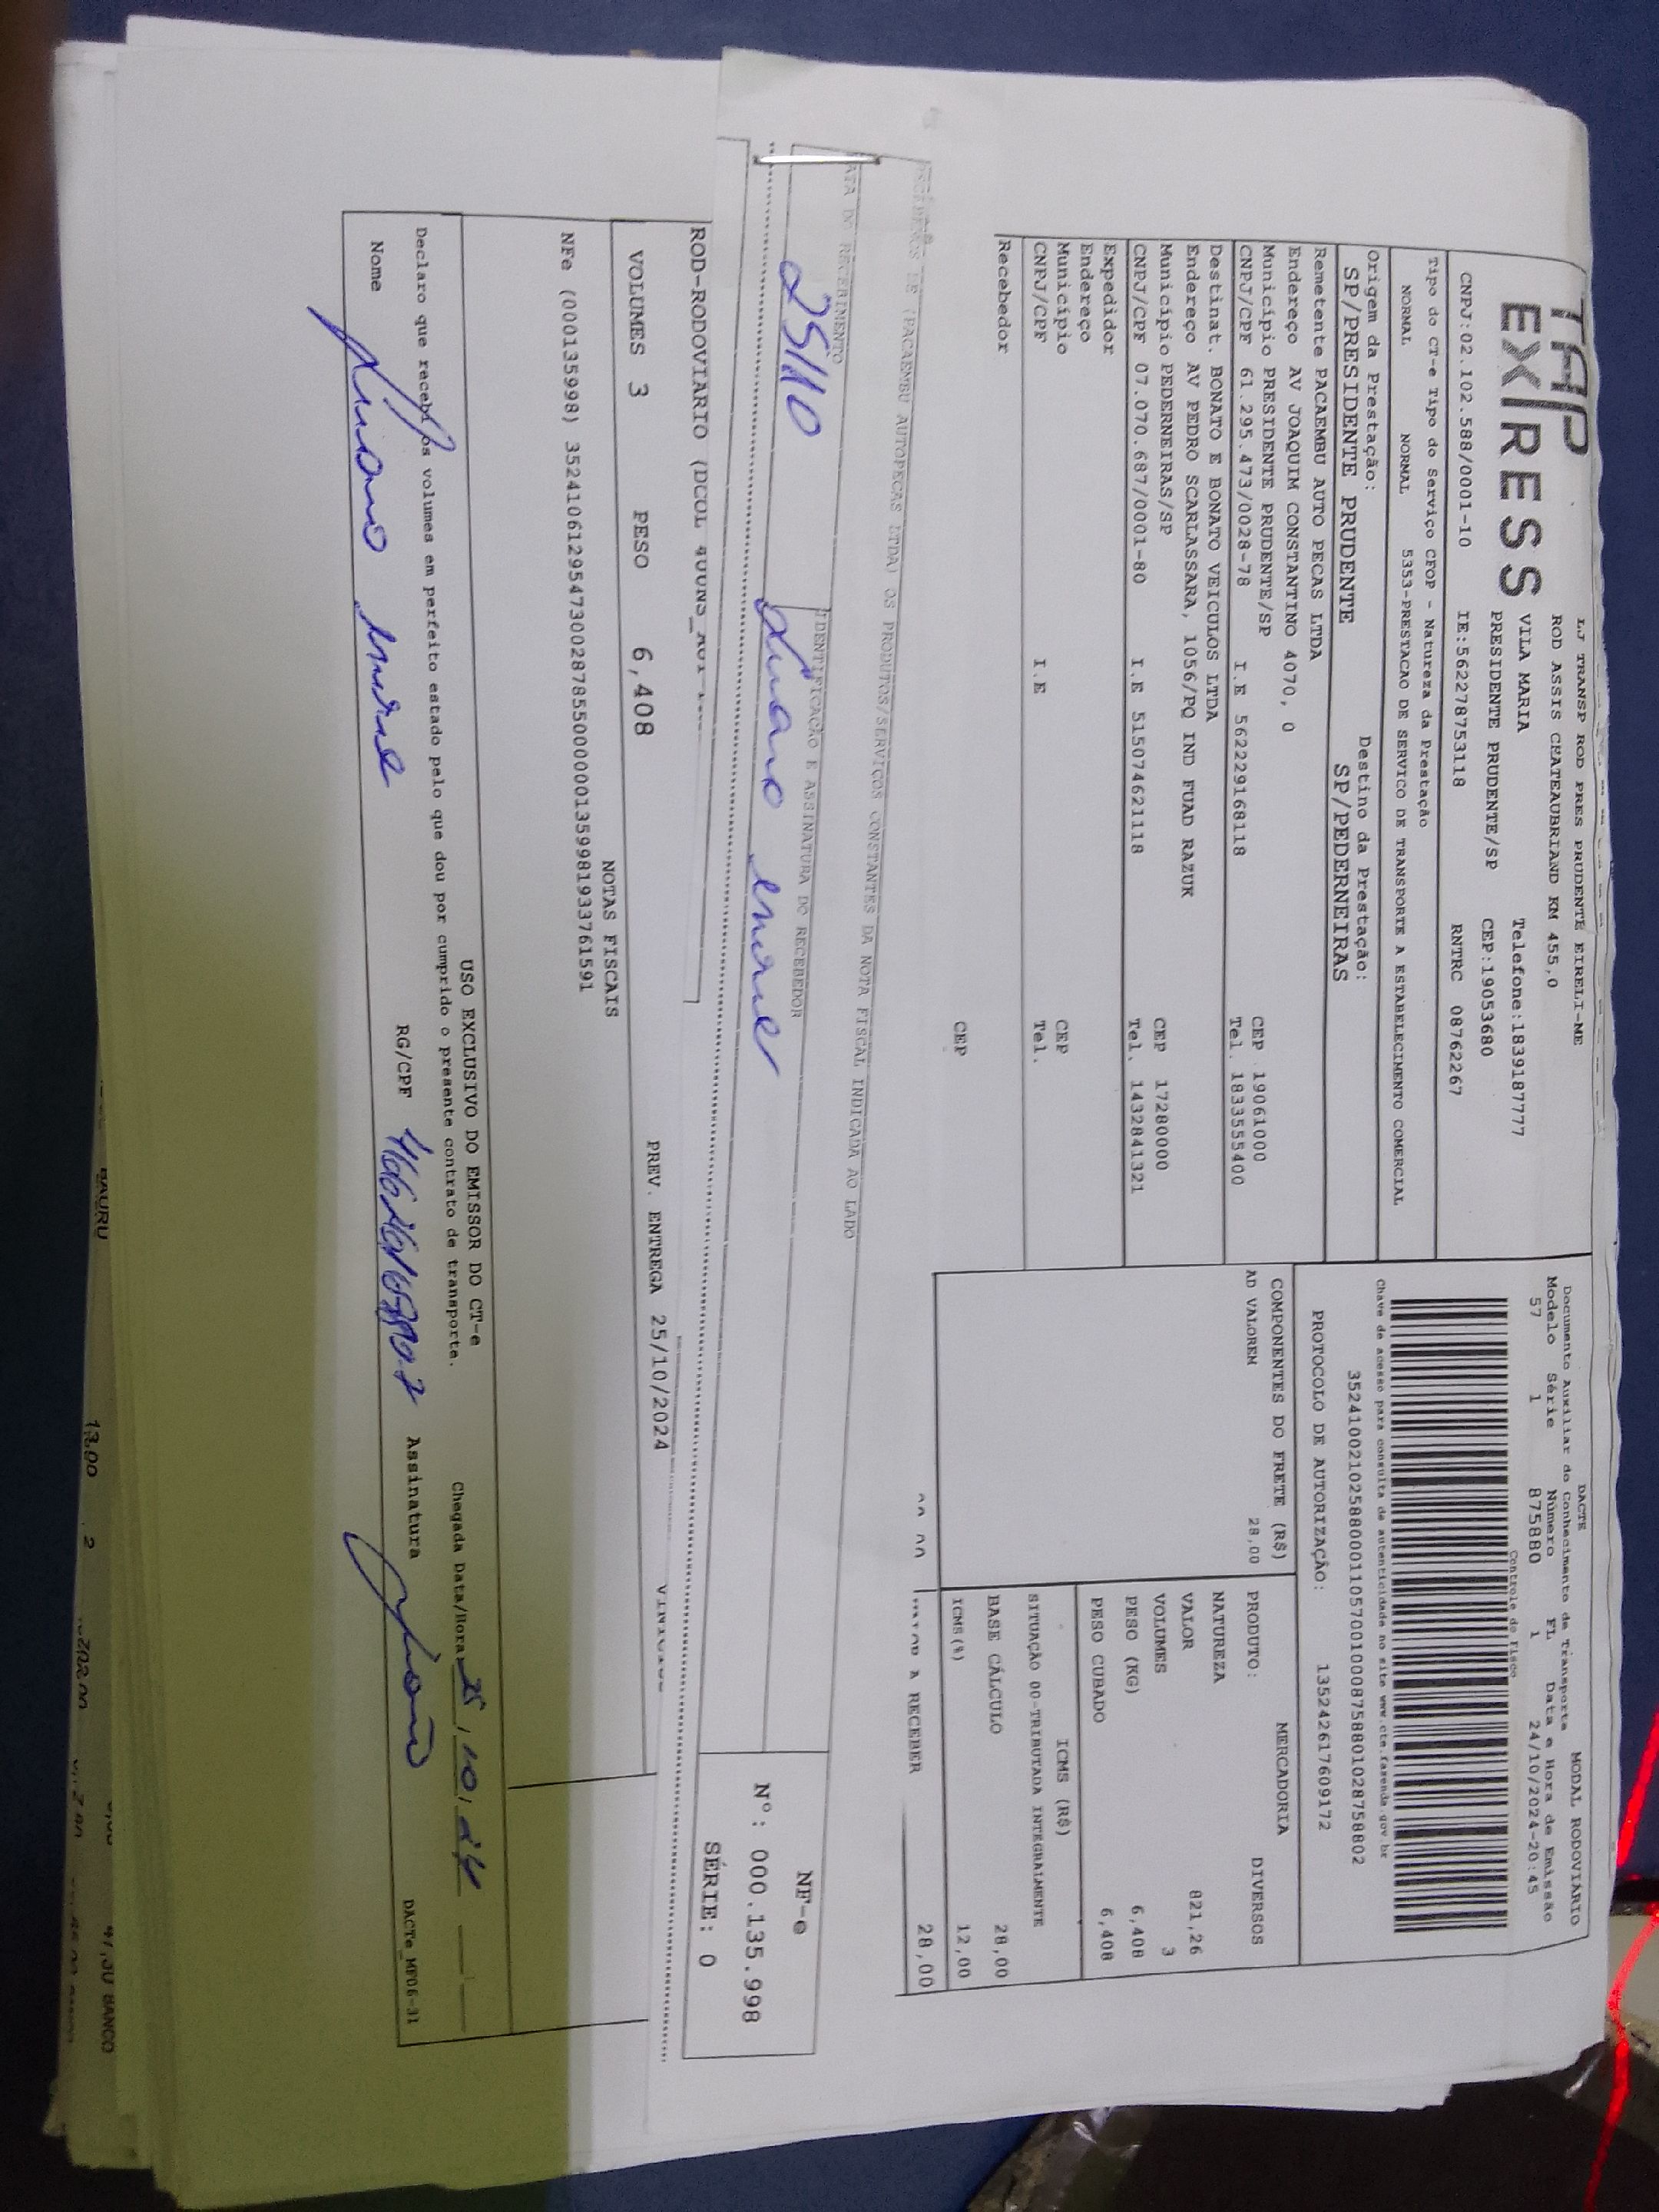 TAP
EXPRESS
LJ TRANSP ROD PRES PRUDENTE EIRELI-ME
ROD ASSIS CHATEAUBRIAND KM 455,0
VILA MARIA Telefone:1839187777
PRESIDENTE PRUDENTE/SP CEP:19053680
CNPJ:02.102.588/0001-10 IE:562278753118 RNTRC 08762267
Tipo do CT-e Tipo do Serviço CFOP - Natureza da Prestação
NORMAL NORMAL 5353-PRESTACAO DE SERVICO DE TRANSPORTE A ESTABELECIMENTO COMERCIAL
Origem da Prestação: Destino da Prestação:
SP/PRESIDENTE PRUDENTE SP/PEDERNEIRAS
Remetente PACAEMBU AUTO PECAS LTDA
Endereço AV JOAQUIM CONSTANTINO 4070, 0
Município PRESIDENTE PRUDENTE/SP CEP 19061000
CNPJ/CPF 61.295.473/0028-78 I.E 562229168118 Tel. 1833555400
Destinat. BONATO E BONATO VEICULOS LTDA
Endereço AV PEDRO SCARLASSARA, 1056/PQ IND FUAD RAZUK
Município PEDERNEIRAS/SP CEP 17280000
CNPJ/CPF 07.070.687/0001-80 I.E 515074621118 Tel. 1432841321
Expedidor
Endereço
Município CEP
CNPJ/CPF I.E Tel.
Recebedor
CEP
DACTE MODAL RODOVIÁRIO
Documento Auxiliar do Conhecimento de Transporte
Modelo Série Número FL Data e Hora de Emissão
57 1 875880 1 24/10/2024-20:45
Controle do Fisco
Chave de acesso para consulta de autenticidade no site www.cte.fazenda.gov.br
35241002102588000110570010008758801028758802
PROTOCOLO DE AUTORIZAÇÃO: 135242617609172
COMPONENTES DO FRETE (R$)
AD VALOREM 28,00
MERCADORIA
PRODUTO: DIVERSOS
NATUREZA
VALOR 821,26
VOLUMES 3
PESO (KG) 6,408
PESO CUBADO 6,408
ICMS (R$)
SITUAÇÃO 00-TRIBUTADA INTEGRALMENTE
BASE CÁLCULO 28,00
ICMS(%) 12,00
A RECEBER 28,00
DE (PACAEMBU AUTOPECAS LTDA) OS PRODUTOS/SERVIÇOS CONSTANTES DA NOTA FISCAL INDICADA AO LADO
DATA DO RECEBIMENTO IDENTIFICAÇÃO E ASSINATURA DO RECEBEDOR
25/10
NF-e
Nº: 000.135.998
SÉRIE: 0
ROD-RODOVIARIO
VOLUMES 3 PESO 6,408 PREV. ENTREGA 25/10/2024
NOTAS FISCAIS
NFe (000135998) 35241061295473002878550000001359981933761591
USO EXCLUSIVO DO EMISSOR DO CT-e
Declaro que recebi os volumes em perfeito estado pelo que dou por cumprido o presente contrato de transporte. Chegada Data/Hora 25/10/24
Nome RG/CPF Assinatura
DACTe_MF06-31
BAURU
13,00 2
BANCO